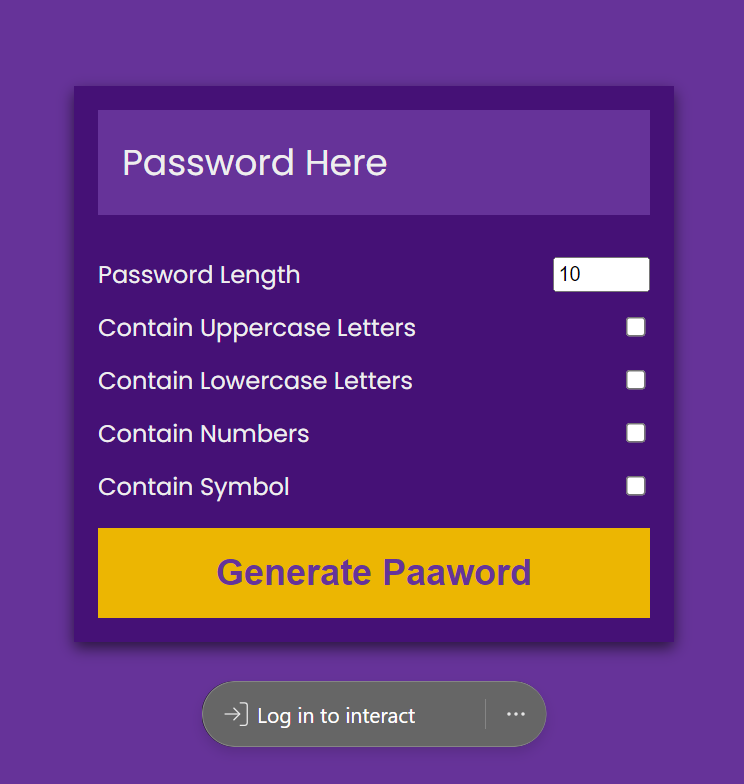 Password Here
Password Length 10
Contain Uppercase Letters
Contain Lowercase Letters
Contain Numbers
Contain Symbol
Generate Paaword
Log in to interact